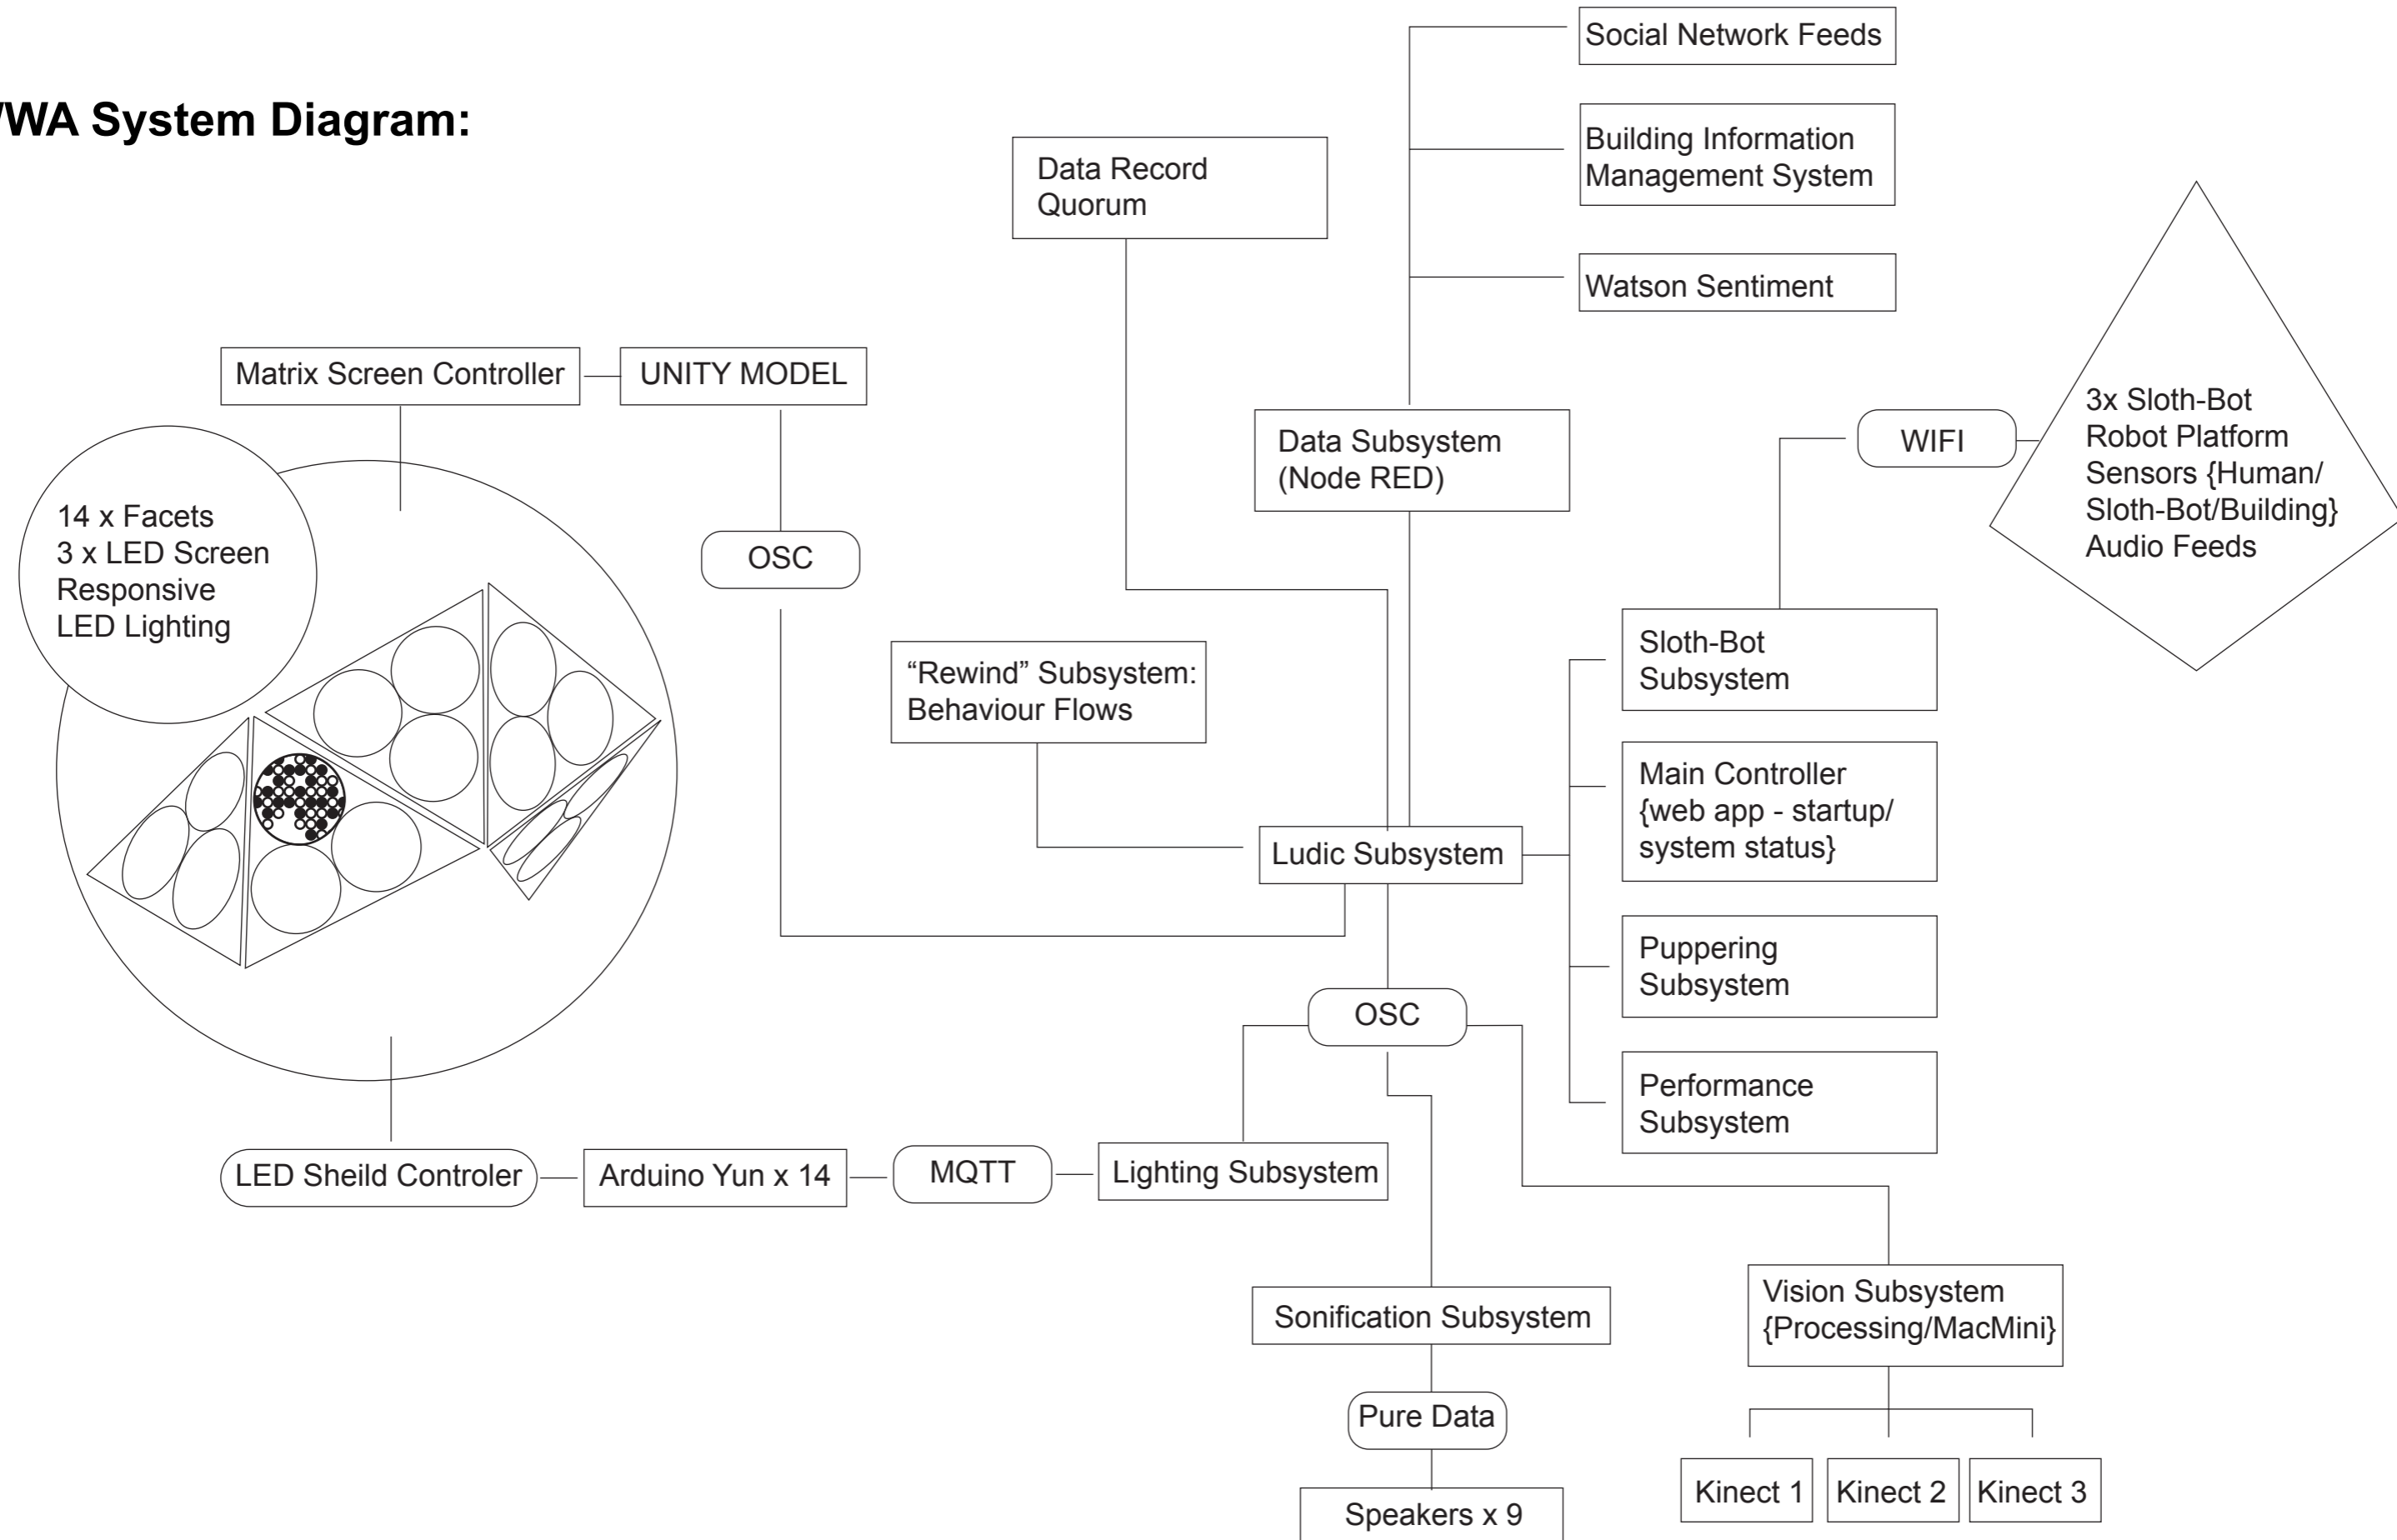 WA System Diagram:
Social Network Feeds
Building Information
Management System
Data Record
Quorum
Watson Sentiment
Matrix Screen Controller
UNITY MODEL
3x Sloth-Bot
Robot Platform
Sensors {Human/
Sloth-Bot/Building}
Audio Feeds
Data Subsystem
(Node RED)
WIFI
14 x Facets
3 x LED Screen
Responsive
LED Lighting
OSC
Sloth-Bot
Subsystem
“Rewind” Subsystem:
Behaviour Flows
Main Controller
{web app - startup/
system status}
Ludic Subsystem
Puppering
Subsystem
OSC
Performance
Subsystem
LED Sheild Controler
Arduino Yun x 14
MQTT
Lighting Subsystem
Sonification Subsystem
Vision Subsystem
{Processing/MacMini}
Pure Data
Kinect 1
Kinect 2
Kinect 3
Speakers x 9